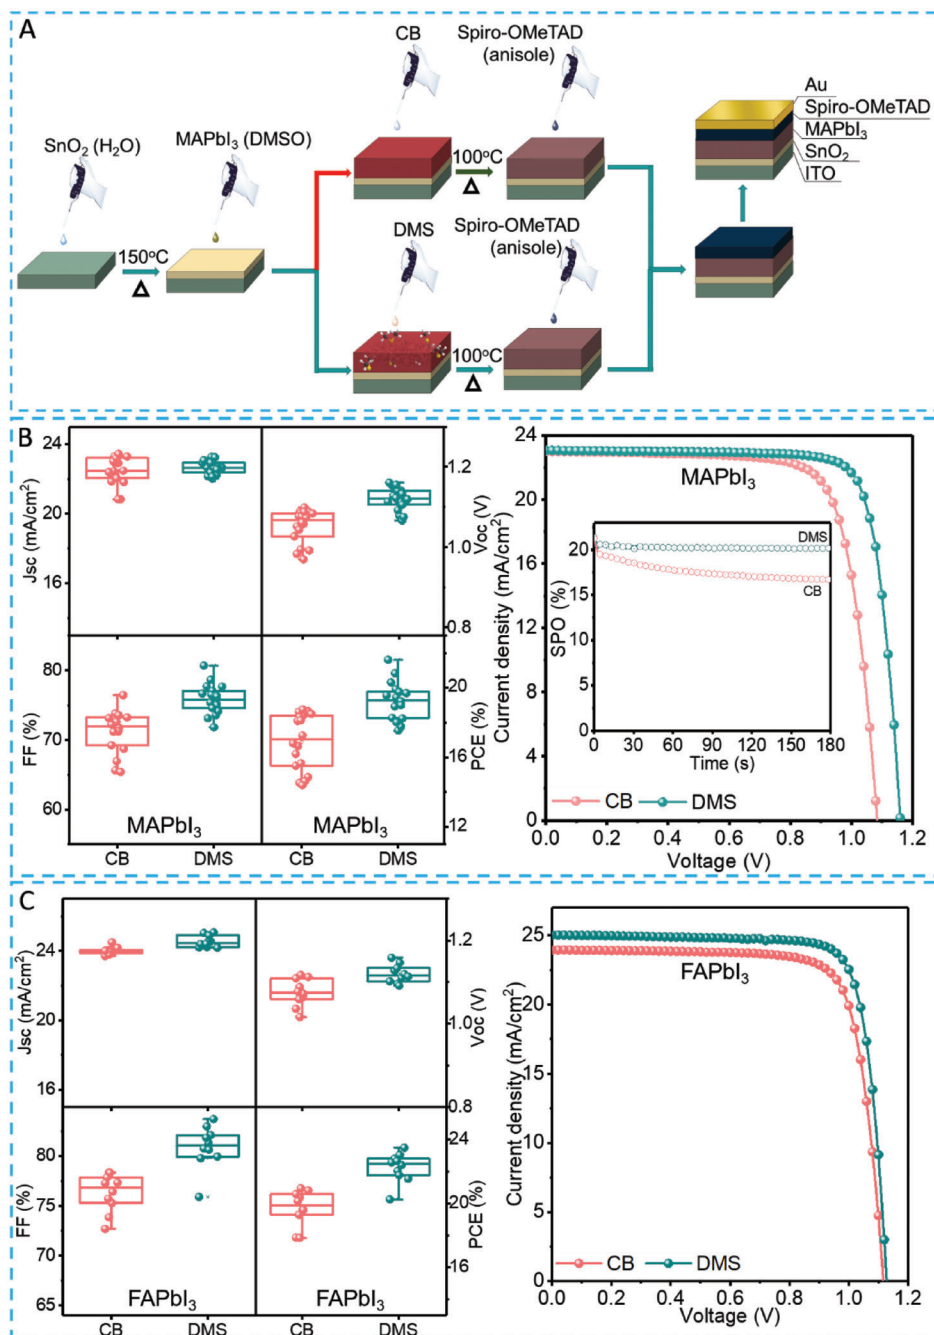 A
CB
Spiro-OMeTAD
(anisole)
SnO₂ (H₂O)
MAPbI₃ (DMSO)
150°C
Δ
100°C
Δ
DMS
Spiro-OMeTAD
(anisole)
100°C
Δ
Au
Spiro-OMeTAD
MAPbI₃
SnO₂
ITO
B
Jsc (mA/cm²)
24
20
16
Voc (V)
1.2
1.0
0.8
FF (%)
80
70
60
PCE (%)
20
16
12
MAPbI₃
MAPbI₃
CB
DMS
CB
DMS
Current density (mA/cm²)
24
20
16
12
8
4
0
MAPbI₃
SPO (%)
25
20
15
10
5
0
DMS
CB
0
30
60
90
120
150
180
Time (s)
CB
DMS
0.0
0.2
0.4
0.6
0.8
1.0
1.2
Voltage (V)
C
Jsc (mA/cm²)
24
20
16
Voc (V)
1.2
1.0
0.8
FF (%)
80
75
70
65
PCE (%)
24
20
16
FAPbI₃
FAPbI₃
CB
DMS
CB
DMS
Current density (mA/cm²)
25
20
15
10
5
0
FAPbI₃
CB
DMS
0.0
0.2
0.4
0.6
0.8
1.0
1.2
Voltage (V)